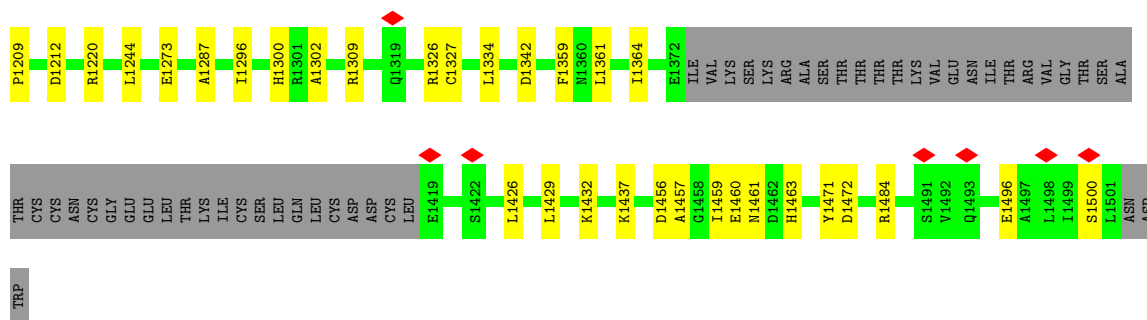 P1209 D1212 R1220 L1244 E1273 A1287 I1296 H1300 R1301 A1302 R1309 Q1319 R1326 C1327 L1334 D1342 F1359 N1360 L1361 I1364 E1372 ILE VAL LYS SER LYS ARG ALA SER THR THR THR THR LYS VAL GLU ASN ILE THR ARG VAL GLY THR SER ALA
THR CYS CYS ASN CYS GLY GLU GLU LEU THR LYS ILE CYS SER LEU GLN LEU CYS ASP ASP CYS LEU E1419 S1422 L1426 L1429 K1432 K1437 D1456 A1457 G1458 I1459 E1460 N1461 D1462 H1463 Y1471 D1472 R1484 S1491 V1492 Q1493 E1496 A1497 L1498 I1499 S1500 L1501 ASN ASP
TRP